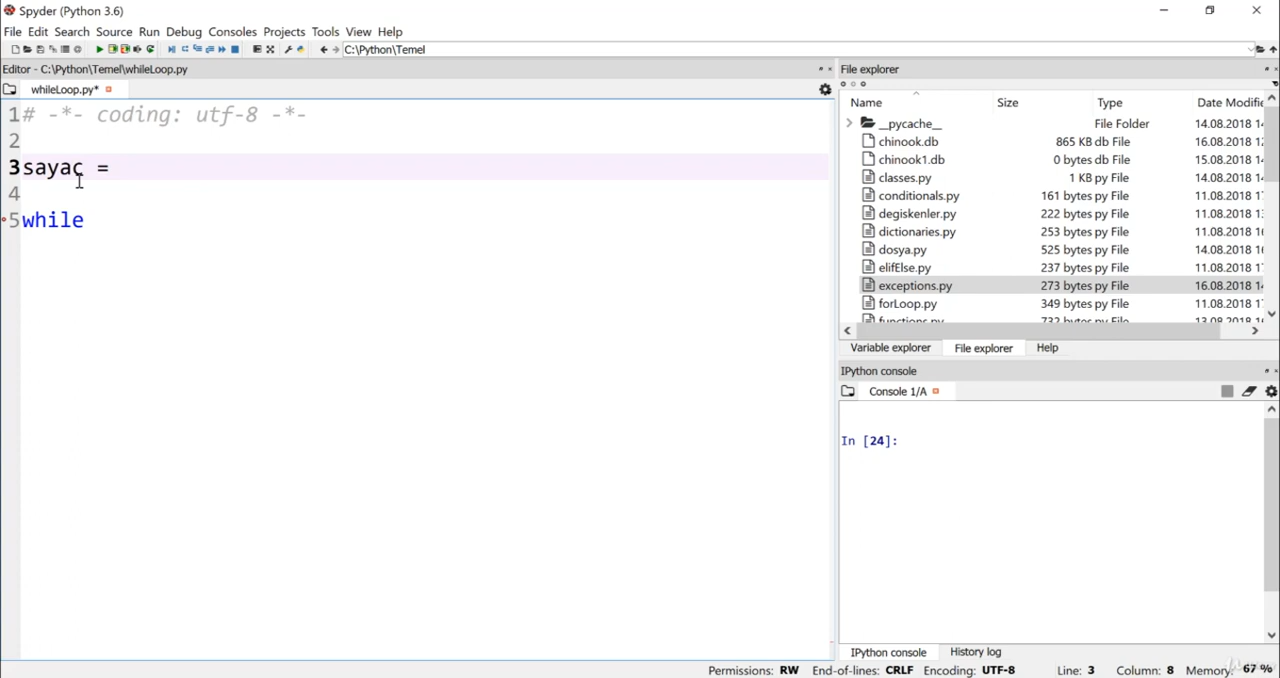 Spyder (Python 3.6)
File Edit Search Source Run Debug Consoles Projects Tools View Help
C:\Python\Temel
Editor - C:\Python\Temel\whileLoop.py
whileLoop.py*
1 # -*- coding: utf-8 -*-
2
3 sayac =
4
5 while
File explorer
Name Size Type Date Modifie
__pycache__ File Folder 14.08.2018 14
chinook.db 865 KB db File 16.08.2018 12
chinook1.db 0 bytes db File 15.08.2018 14
classes.py 1 KB py File 14.08.2018 14
conditionals.py 161 bytes py File 11.08.2018 17
degiskenler.py 222 bytes py File 11.08.2018 17
dictionaries.py 253 bytes py File 11.08.2018 16
dosya.py 525 bytes py File 14.08.2018 14
elifElse.py 237 bytes py File 11.08.2018 17
exceptions.py 273 bytes py File 16.08.2018 14
forLoop.py 349 bytes py File 11.08.2018 17
functions.py 732 bytes py File 13.08.2018 16
Variable explorer File explorer Help
IPython console
Console 1/A
In [24]:
IPython console History log
Permissions: RW End-of-lines: CRLF Encoding: UTF-8 Line: 3 Column: 8 Memory: 67 %